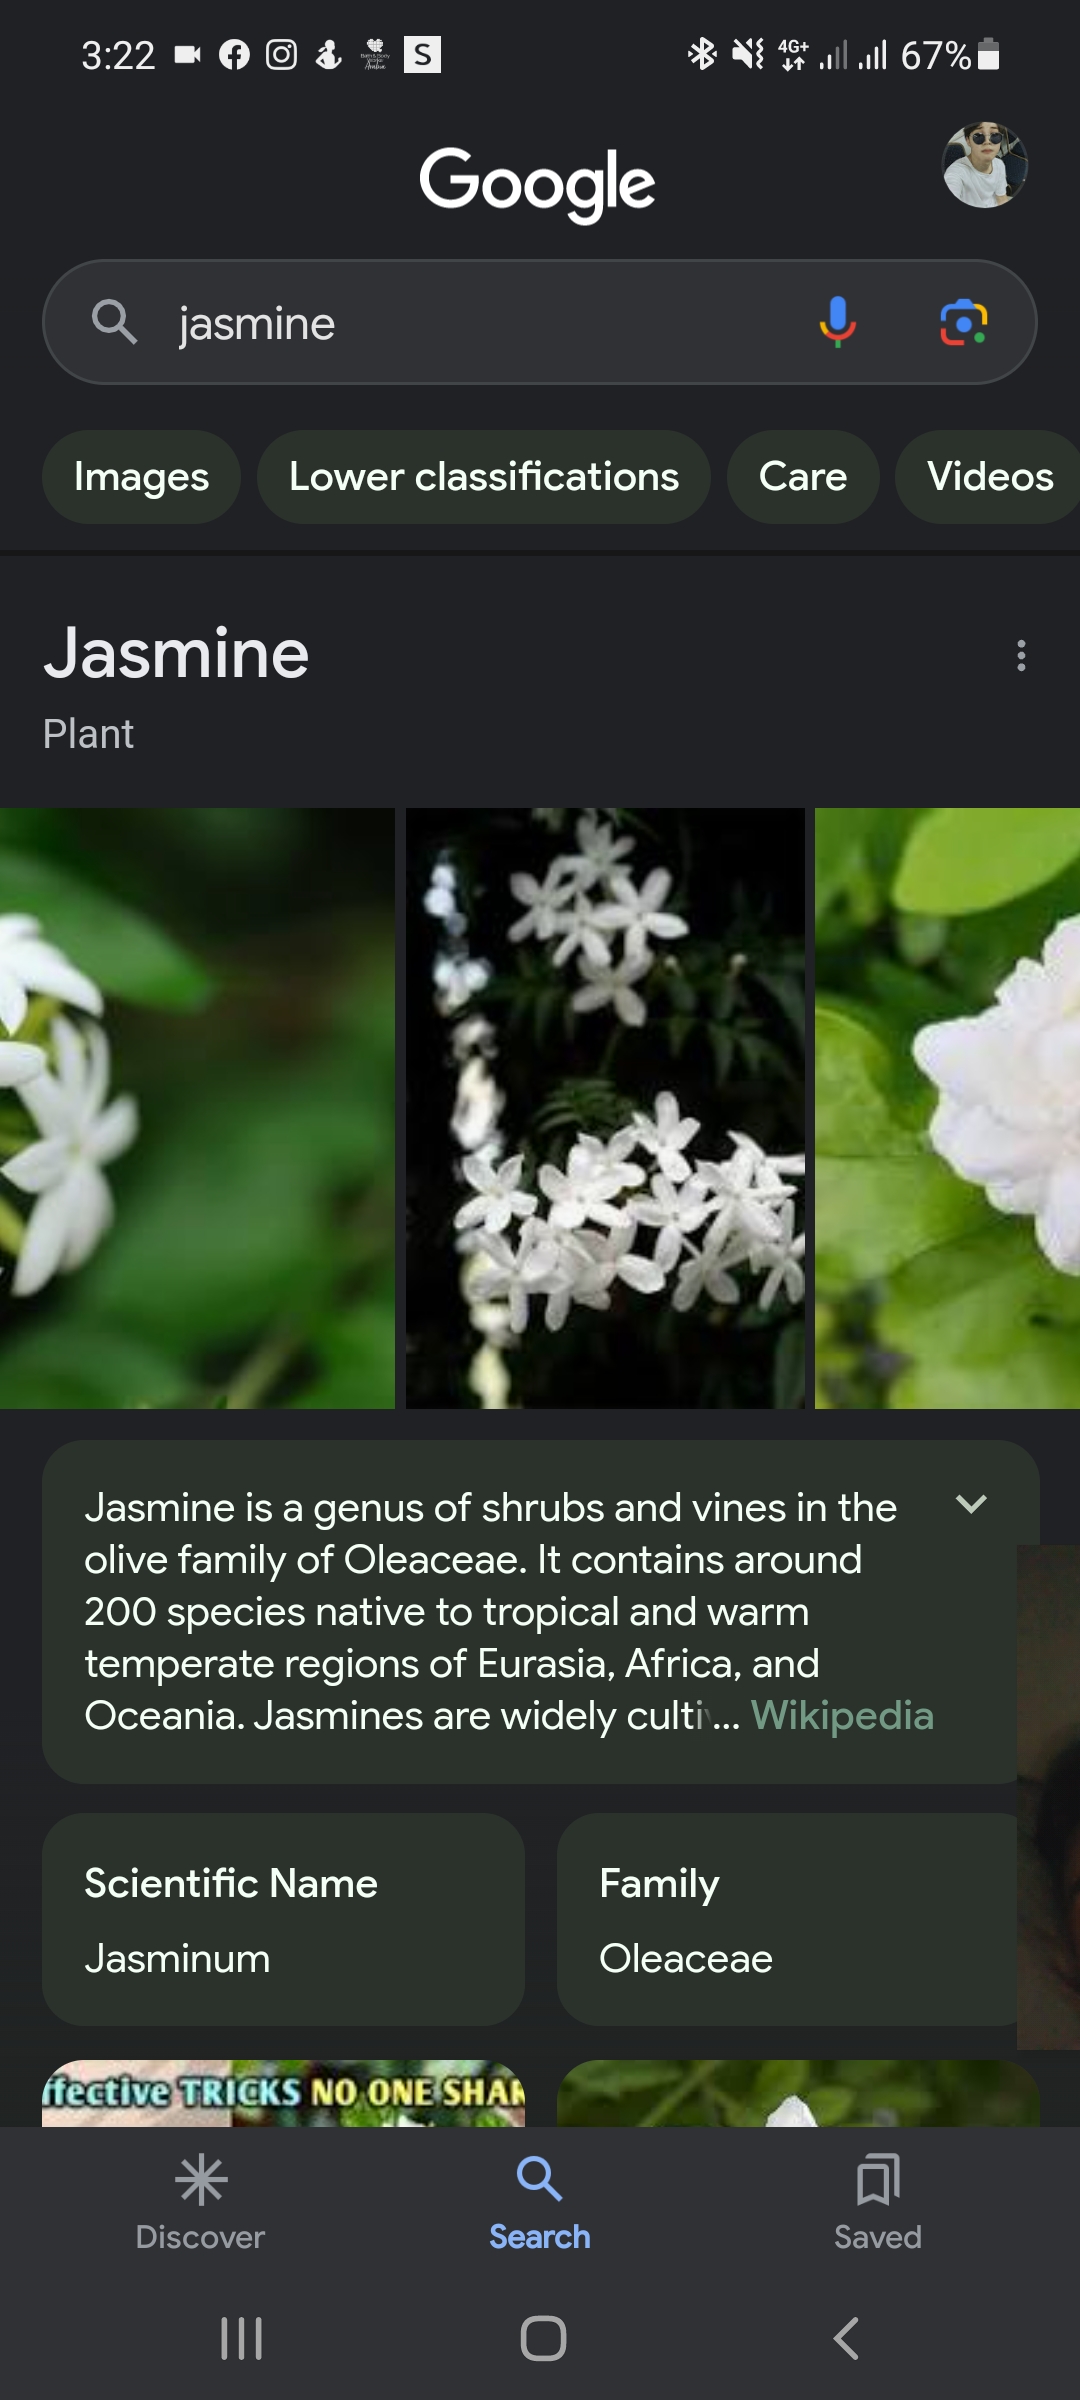 3:22 S 4G+ 67%
Google
jasmine
Images Lower classifications Care Videos
Jasmine
Plant
Jasmine is a genus of shrubs and vines in the
olive family of Oleaceae. It contains around
200 species native to tropical and warm
temperate regions of Eurasia, Africa, and
Oceania. Jasmines are widely culti... Wikipedia
Scientific Name
Jasminum
Family
Oleaceae
ffective TRICKS NO ONE SHAR
Discover Search Saved